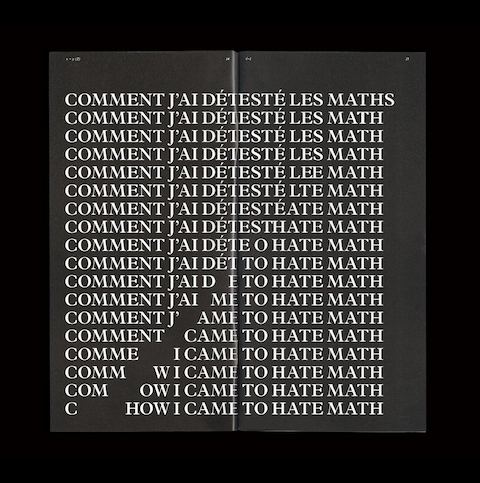 COMMENT J’AI DÉTESTÉ LES MATHS
COMMENT J’AI DÉTESTÉ LES MATH
COMMENT J’AI DÉTESTÉ LES MATH
COMMENT J’AI DÉTESTÉ LES MATH
COMMENT J’AI DÉTESTÉ LEE MATH
COMMENT J’AI DÉTESTÉ LTE MATH
COMMENT J’AI DÉTESTÉATE MATH
COMMENT J’AI DÉTESTHATE MATH
COMMENT J’AI DÉTE O HATE MATH
COMMENT J’AI DÉT TO HATE MATH
COMMENT J’AI D E TO HATE MATH
COMMENT J’AI ME TO HATE MATH
COMMENT J’ AME TO HATE MATH
COMMENT CAME TO HATE MATH
COMME I CAME TO HATE MATH
COMM W I CAME TO HATE MATH
COM OW I CAME TO HATE MATH
C HOW I CAME TO HATE MATH